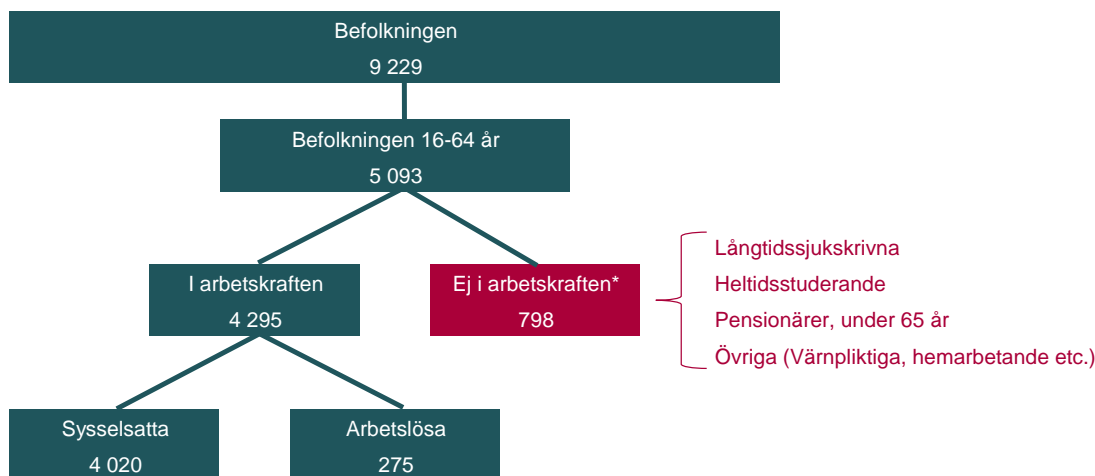 Befolkningen
9 229
Befolkningen 16-64 år
5 093
I arbetskraften
4 295
Ej i arbetskraften*
798
Långtidssjukskrivna
Heltidsstuderande
Pensionärer, under 65 år
Övriga (Värnpliktiga, hemarbetande etc.)
Sysselsatta
4 020
Arbetslösa
275